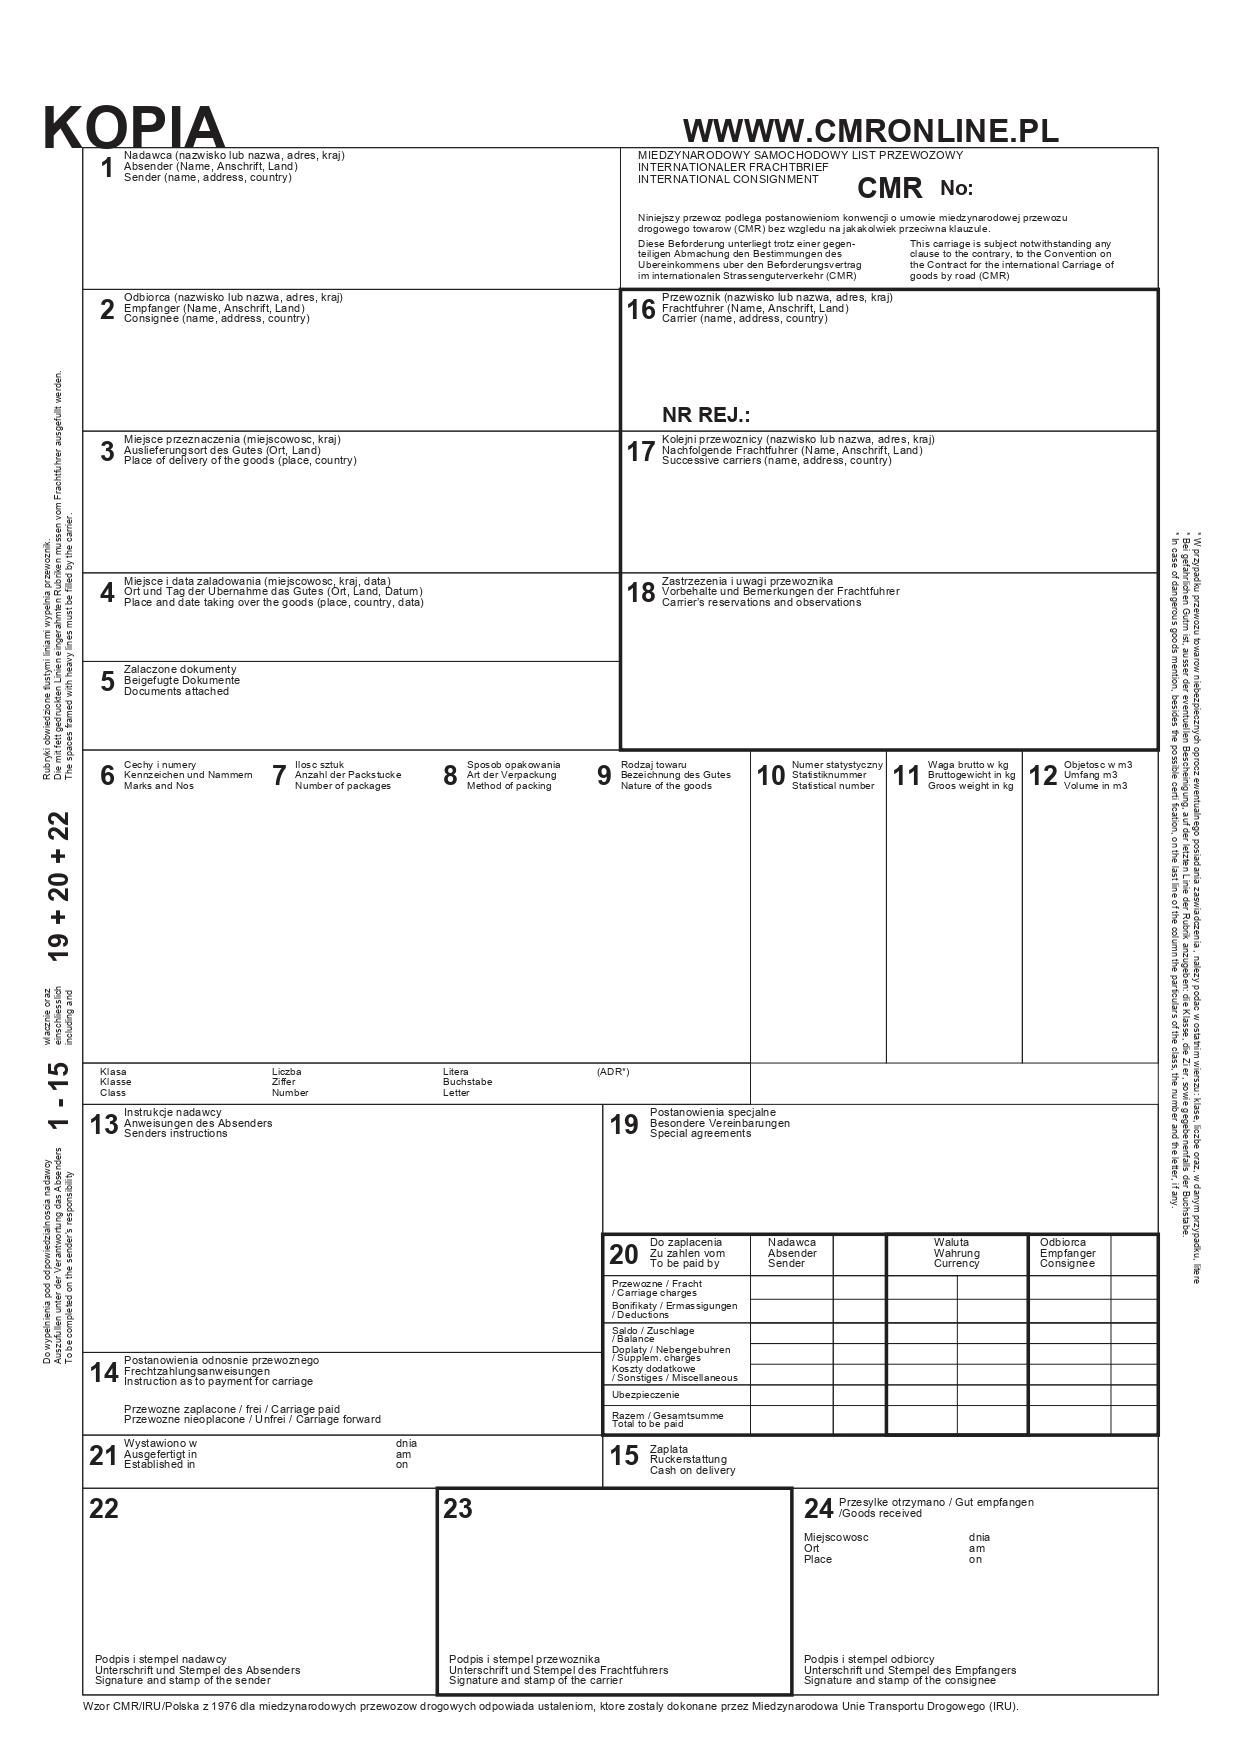 KOPIA
WWWW.CMRONLINE.PL
1
Nadawca (nazwisko lub nazwa, adres, kraj)
Absender (Name, Anschrift, Land)
Sender (name, address, country)
MIEDZYNARODOWY SAMOCHODOWY LIST PRZEWOZOWY
INTERNATIONALER FRACHTBRIEF
INTERNATIONAL CONSIGNMENT
CMR No:
Niniejszy przewoz podlega postanowieniom konwencji o umowie miedzynarodowej przewozu
drogowego towarow (CMR) bez wzgledu na jakakolwiek przeciwna klauzule.
Diese Beforderung unterliegt trotz einer gegen-
teiligen Abmachung den Bestimmungen des
Ubereinkommens uber den Beforderungsvertrag
im internationalen Strassenguterverkehr (CMR)
This carriage is subject notwithstanding any
clause to the contrary, to the Convention on
the Contract for the international Carriage of
goods by road (CMR)
2
Odbiorca (nazwisko lub nazwa, adres, kraj)
Empfanger (Name, Anschrift, Land)
Consignee (name, address, country)
16
Przewoznik (nazwisko lub nazwa, adres, kraj)
Frachtfuhrer (Name, Anschrift, Land)
Carrier (name, address, country)
NR REJ.:
3
Miejsce przeznaczenia (miejscowosc, kraj)
Auslieferungsort des Gutes (Ort, Land)
Place of delivery of the goods (place, country)
17
Kolejni przewoznicy (nazwisko lub nazwa, adres, kraj)
Nachfolgende Frachtfuhrer (Name, Anschrift, Land)
Successive carriers (name, address, country)
4
Miejsce i data zaladowania (miejscowosc, kraj, data)
Ort und Tag der Ubernahme das Gutes (Ort, Land, Datum)
Place and date taking over the goods (place, country, data)
18
Zastrzezenia i uwagi przewoznika
Vorbehalte und Bemerkungen der Frachtfuhrer
Carrier's reservations and observations
5
Zalaczone dokumenty
Beigefugte Dokumente
Documents attached
6
Cechy i numery
Kennzeichen und Nammern
Marks and Nos
7
Ilosc sztuk
Anzahl der Packstucke
Number of packages
8
Sposob opakowania
Art der Verpackung
Method of packing
9
Rodzaj towaru
Bezeichnung des Gutes
Nature of the goods
10
Numer statystyczny
Statistiknummer
Statistical number
11
Waga brutto w kg
Bruttogewicht in kg
Groos weight in kg
12
Objetosc w m3
Umfang m3
Volume in m3
Klasa
Klasse
Class
Liczba
Ziffer
Number
Litera
Buchstabe
Letter
(ADR*)
13
Instrukcje nadawcy
Anweisungen des Absenders
Senders instructions
19
Postanowienia specjalne
Besondere Vereinbarungen
Special agreements
20
Do zaplacenia
Zu zahlen vom
To be paid by
Nadawca
Absender
Sender
Waluta
Wahrung
Currency
Odbiorca
Empfanger
Consignee
Przewozne / Fracht
/ Carriage charges
Bonifikaty / Ermassigungen
/ Deductions
Saldo / Zuschlage
/ Balance
Doplaty / Nebengebuhren
/ Supplem. charges
Koszty dodatkowe
/ Sonstiges / Miscellaneous
Ubezpieczenie
Razem / Gesamtsumme
Total to be paid
14
Postanowienia odnosnie przewoznego
Frechtzahlungsanweisungen
Instruction as to payment for carriage
Przewozne zaplacone / frei / Carriage paid
Przewozne nieoplacone / Unfrei / Carriage forward
21
Wystawiono w
Ausgefertigt in
Established in
dnia
am
on
15
Zaplata
Ruckerstattung
Cash on delivery
22
Podpis i stempel nadawcy
Unterschrift und Stempel des Absenders
Signature and stamp of the sender
23
Podpis i stempel przewoznika
Unterschrift und Stempel des Frachtfuhrers
Signature and stamp of the carrier
24
Przesylke otrzymano / Gut empfangen
/Goods received
Miejscowosc
Ort
Place
dnia
am
on
Podpis i stempel odbiorcy
Unterschrift und Stempel des Empfangers
Signature and stamp of the consignee
Wzor CMR/IRU/Polska z 1976 dla miedzynarodowych przewozow drogowych odpowiada ustaleniom, ktore zostaly dokonane przez Miedzynarodowa Unie Transportu Drogowego (IRU).
Do wypelnienia pod odpowiedzialnoscia nadawcy
Auszufullen unter der Verantwortung das Absenders
To be completed on the sender's responsibility
1 - 15
wlacznie oraz
einschliesslich
including and
19 + 20 + 22
Rubryki obwiedzione tlustymi liniami wypelnia przewoznik.
Die mit fett gedruckten Linien eingerahmten Rubriken mussen vom Frachtfuhrer ausgefullt werden.
The spaces framed with heavy lines must be filled by the carrier.
* W przypadku przewozu towarow niebezpiecznych oprocz ewentualnego posiadania zaswiadczenia, nalezy podac w ostatnim wierszu: klase, liczbe oraz, w danym przypadku, litere
* Bei gefahrlichen Gutrn ist, ausser der eventuellen Bescheinigung, auf der letzten Linie der Rubrik anzugeben: die Klasse, die Zi er, sowie gegebenenfalls der Buchstabe.
* In case of dangerous goods mention, besides the possible certi fication, on the last line of the column the particulars of the class, the number and the letter, if any.